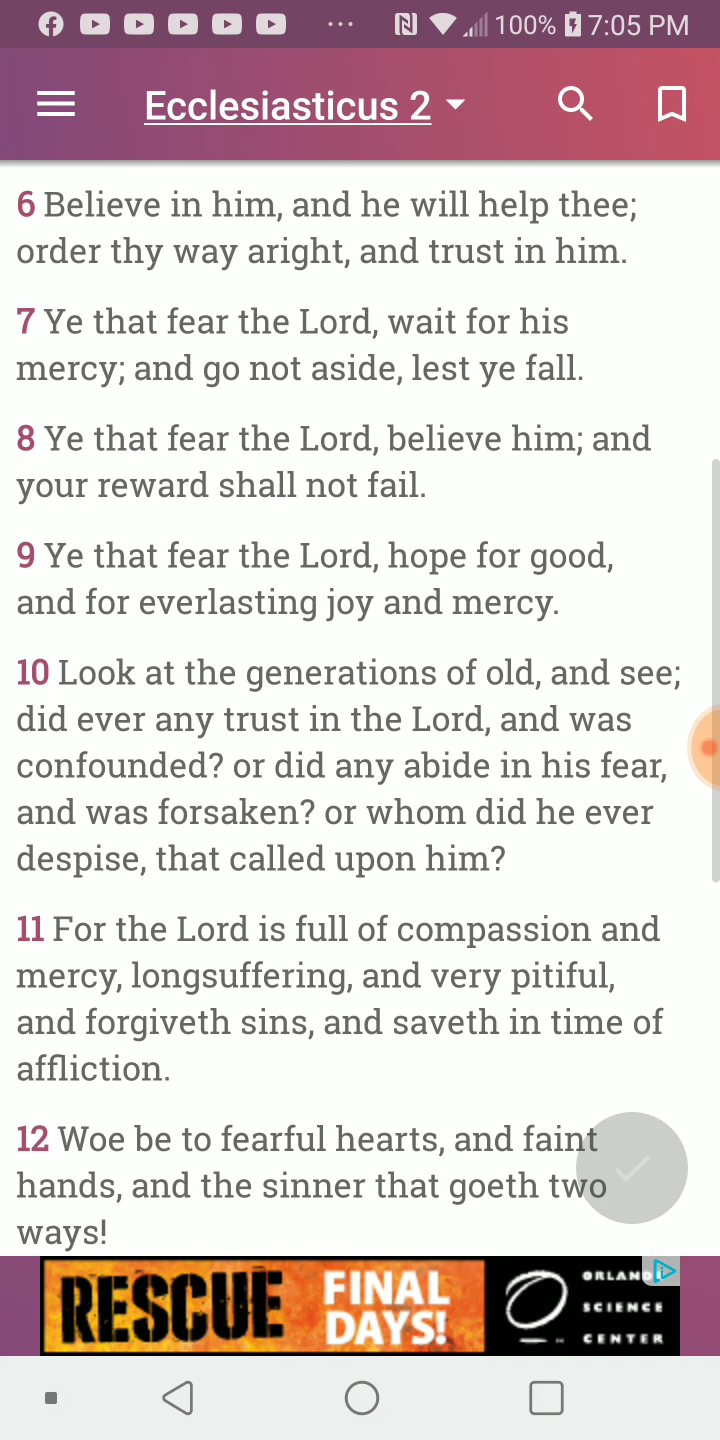 100% 7:05 PM
Ecclesiasticus 2
6 Believe in him, and he will help thee;
order thy way aright, and trust in him.
7 Ye that fear the Lord, wait for his
mercy; and go not aside, lest ye fall.
8 Ye that fear the Lord, believe him; and
your reward shall not fail.
9 Ye that fear the Lord, hope for good,
and for everlasting joy and mercy.
10 Look at the generations of old, and see;
did ever any trust in the Lord, and was
confounded? or did any abide in his fear,
and was forsaken? or whom did he ever
despise, that called upon him?
11 For the Lord is full of compassion and
mercy, longsuffering, and very pitiful,
and forgiveth sins, and saveth in time of
affliction.
12 Woe be to fearful hearts, and faint
hands, and the sinner that goeth two
ways!
RESCUE
FINAL
DAYS!
ORLANDO
SCIENCE
CENTER